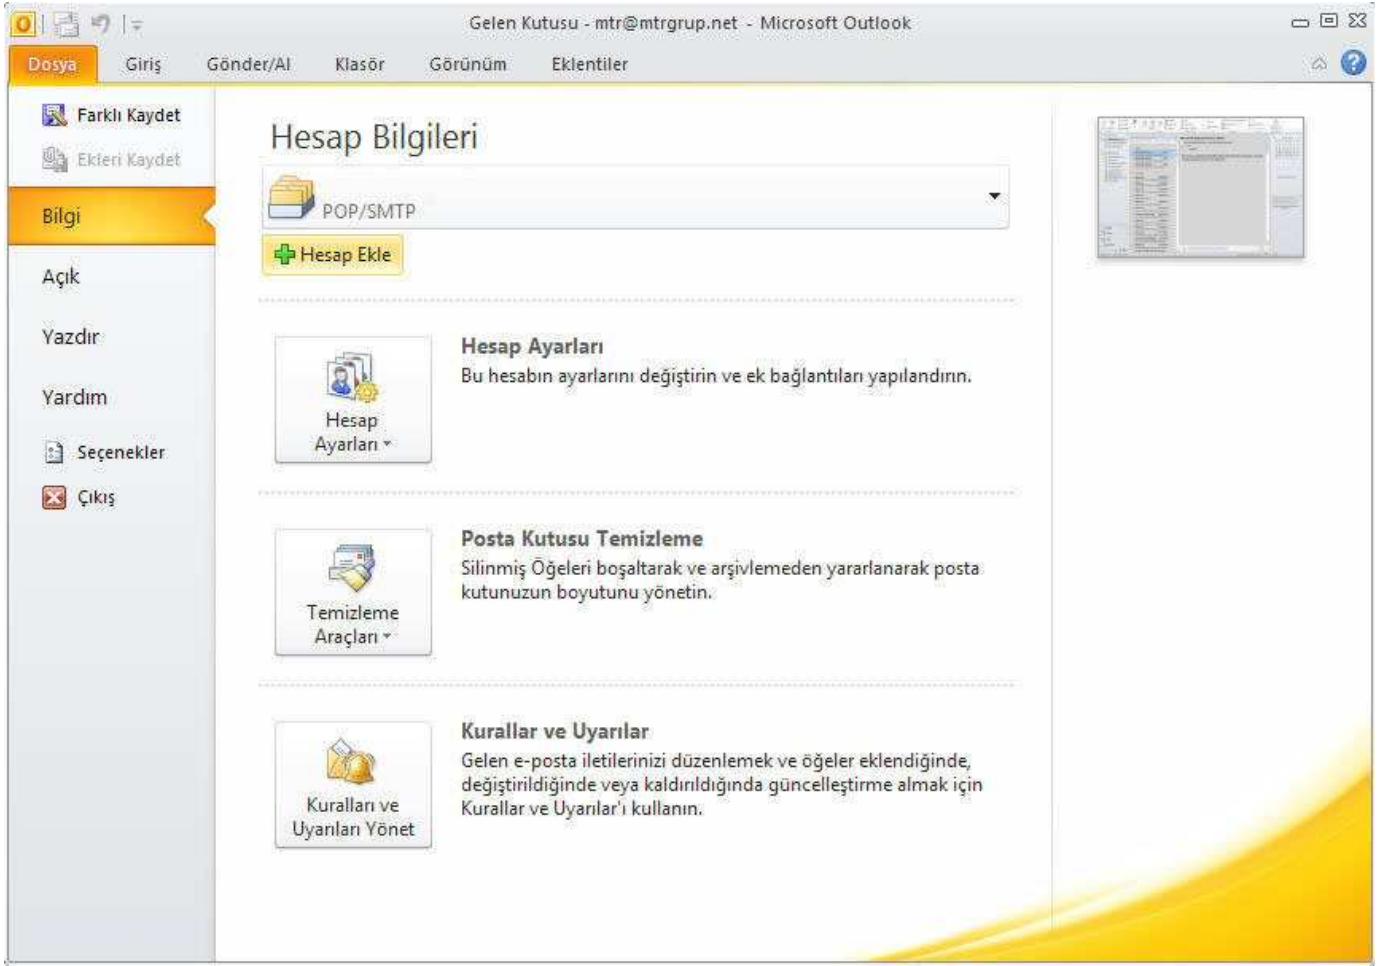 Gelen Kutusu - mtr@mtrgrup.net - Microsoft Outlook
Dosya Giriş Gönder/Al Klasör Görünüm Eklentiler
Farklı Kaydet
Ekleri Kaydet
Bilgi
Açık
Yazdır
Yardım
Seçenekler
Çıkış
Hesap Bilgileri
POP/SMTP
Hesap Ekle
Hesap
Ayarları
Hesap Ayarları
Bu hesabın ayarlarını değiştirin ve ek bağlantıları yapılandırın.
Temizleme
Araçları
Posta Kutusu Temizleme
Silinmiş Öğeleri boşaltarak ve arşivlemeden yararlanarak posta
kutunuzun boyutunu yönetin.
Kuralları ve
Uyarıları Yönet
Kurallar ve Uyarılar
Gelen e-posta iletilerinizi düzenlemek ve öğeler eklendiğinde,
değiştirildiğinde veya kaldırıldığında güncelleştirme almak için
Kurallar ve Uyarılar'ı kullanın.